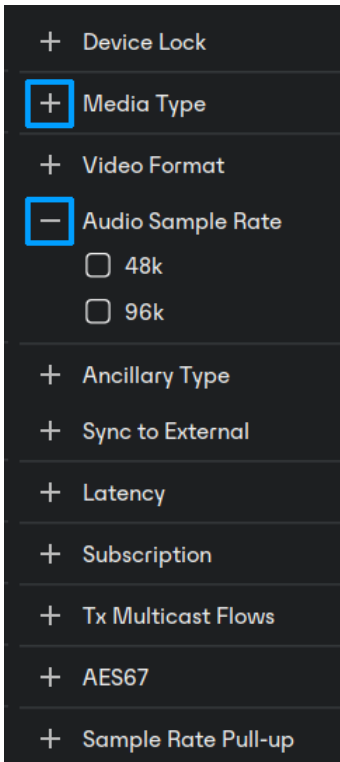 Device Lock
Media Type
Video Format
Audio Sample Rate
48k
96k
Ancillary Type
Sync to External
Latency
Subscription
Tx Multicast Flows
AES67
Sample Rate Pull-up